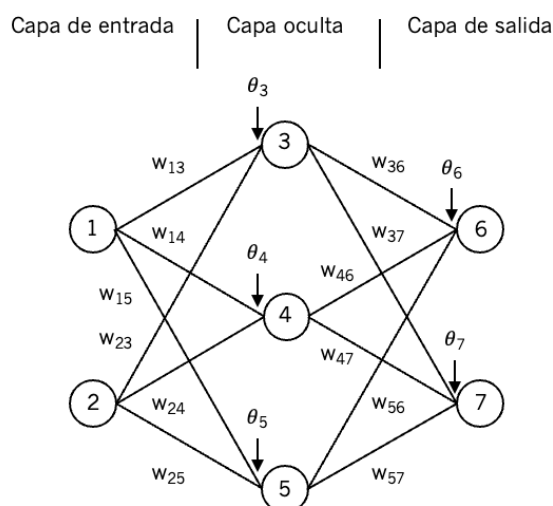 Capa de entrada
Capa oculta
Capa de salida
θ3
3
w13
w36
θ6
1
w14
w37
6
θ4
w46
w15
4
w23
θ7
w47
2
w24
w56
7
θ5
w25
w57
5